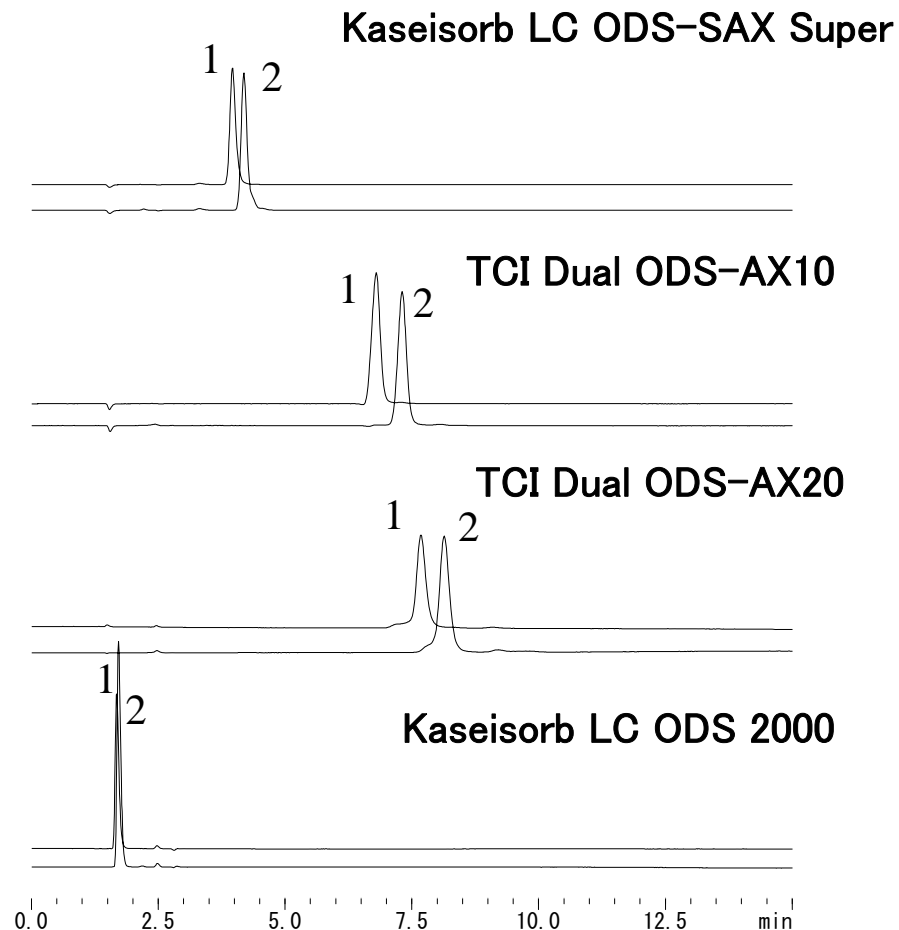 Kaseisorb LC ODS-SAX Super
1
2
TCI Dual ODS-AX10
1
2
TCI Dual ODS-AX20
1
2
1
2
Kaseisorb LC ODS 2000
0.0 2.5 5.0 7.5 10.0 12.5 min